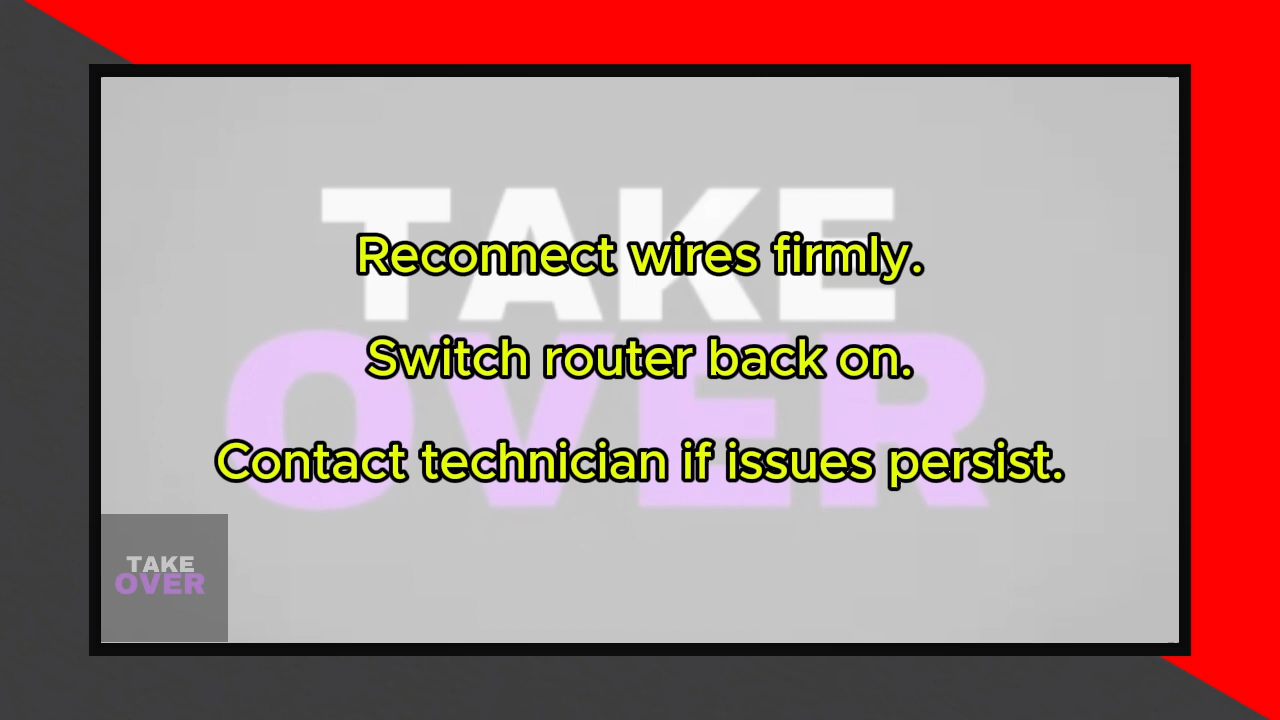 TAKE
Reconnect wires firmly.
OVER
Switch router back on.
Contact technician if issues persist.
TAKE
OVER